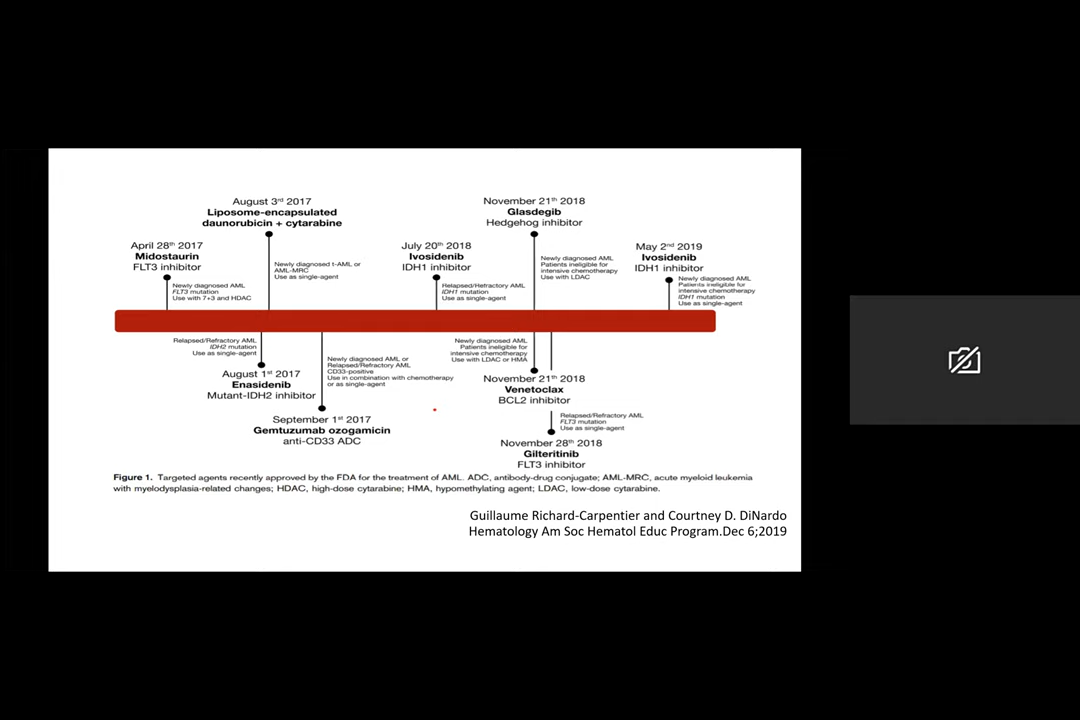 August 3rd 2017
Liposome-encapsulated
daunorubicin + cytarabine
Newly diagnosed t-AML or
AML-MRC
Use as single-agent
April 28th 2017
Midostaurin
FLT3 inhibitor
Newly diagnosed AML
FLT3 mutation
Use with 7+3 and HDAC
July 20th 2018
Ivosidenib
IDH1 inhibitor
Relapsed/Refractory AML
IDH1 mutation
Use as single-agent
November 21th 2018
Glasdegib
Hedgehog inhibitor
Newly diagnosed AML
Patients ineligible for
intensive chemotherapy
Use with LDAC
May 2nd 2019
Ivosidenib
IDH1 inhibitor
Newly diagnosed AML
Patients ineligible for
intensive chemotherapy
IDH1 mutation
Use as single-agent
Relapsed/Refractory AML
IDH2 mutation
Use as single-agent
August 1st 2017
Enasidenib
Mutant-IDH2 inhibitor
Newly diagnosed AML or
Relapsed/Refractory AML
CD33-positive
Use in combination with chemotherapy
or as single-agent
September 1st 2017
Gemtuzumab ozogamicin
anti-CD33 ADC
Newly diagnosed AML
Patients ineligible for
intensive chemotherapy
Use with LDAC or HMA
November 21th 2018
Venetoclax
BCL2 inhibitor
Relapsed/Refractory AML
FLT3 mutation
Use as single-agent
November 28th 2018
Gilteritinib
FLT3 inhibitor
Figure 1. Targeted agents recently approved by the FDA for the treatment of AML. ADC, antibody-drug conjugate; AML-MRC, acute myeloid leukemia
with myelodysplasia-related changes; HDAC, high-dose cytarabine; HMA, hypomethylating agent; LDAC, low-dose cytarabine.
Guillaume Richard-Carpentier and Courtney D. DiNardo
Hematology Am Soc Hematol Educ Program.Dec 6;2019